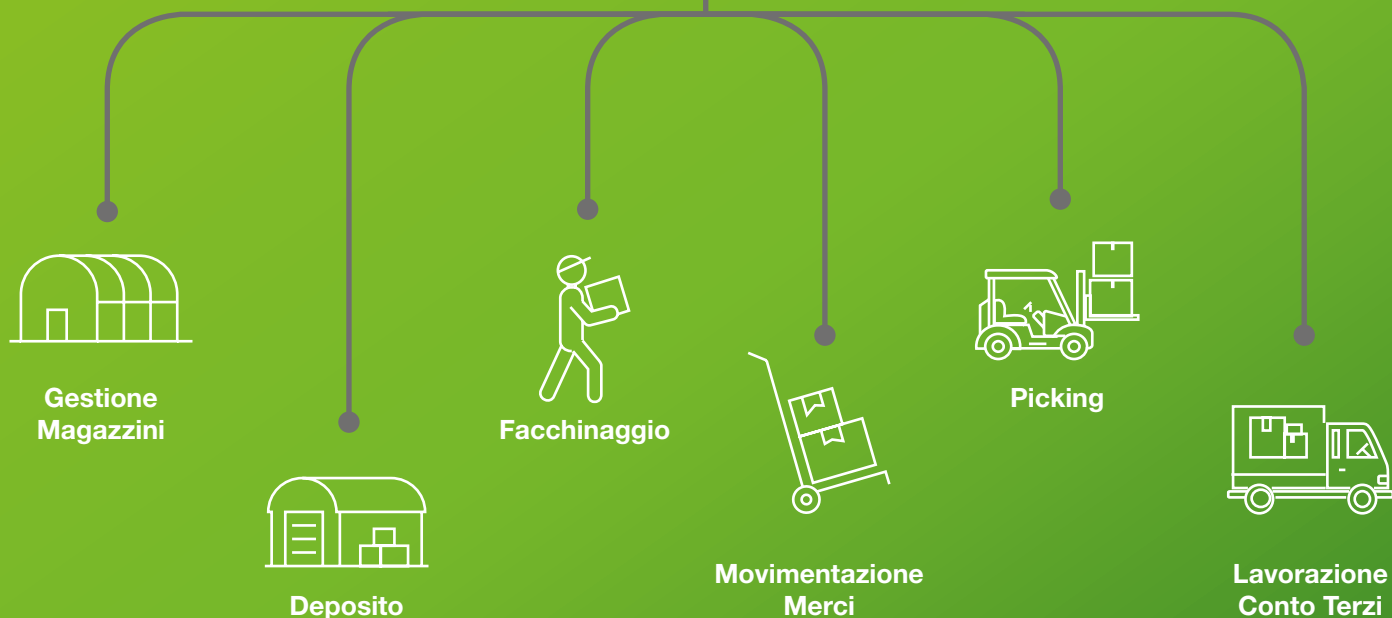 Gestione
Magazzini
Deposito
Facchinaggio
Movimentazione
Merci
Picking
Lavorazione
Conto Terzi